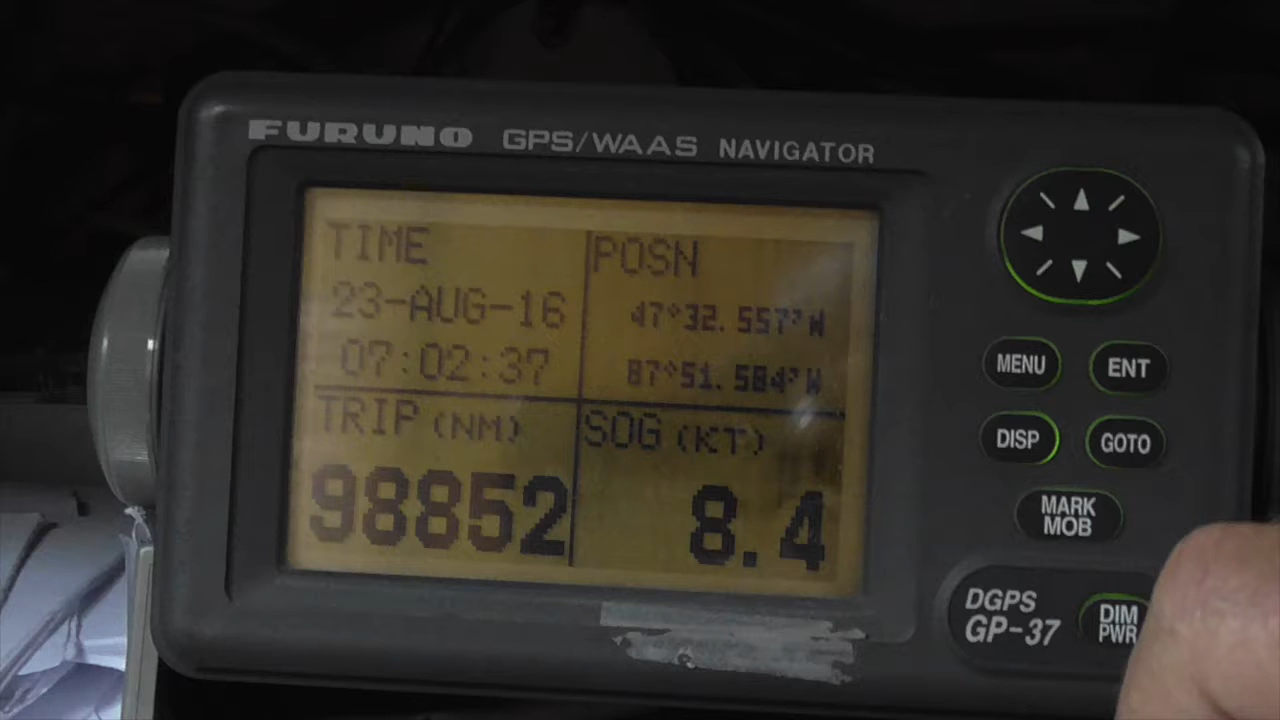 FURUNO GPS/WAAS NAVIGATOR
TIME
23-AUG-16
07:02:37
POSN
47°32.557'N
87°51.584'W
TRIP (NM)
98852
SOG (KT)
8.4
MENU
ENT
DISP
GOTO
MARK
MOB
DGPS
GP-37
DIM
PWR